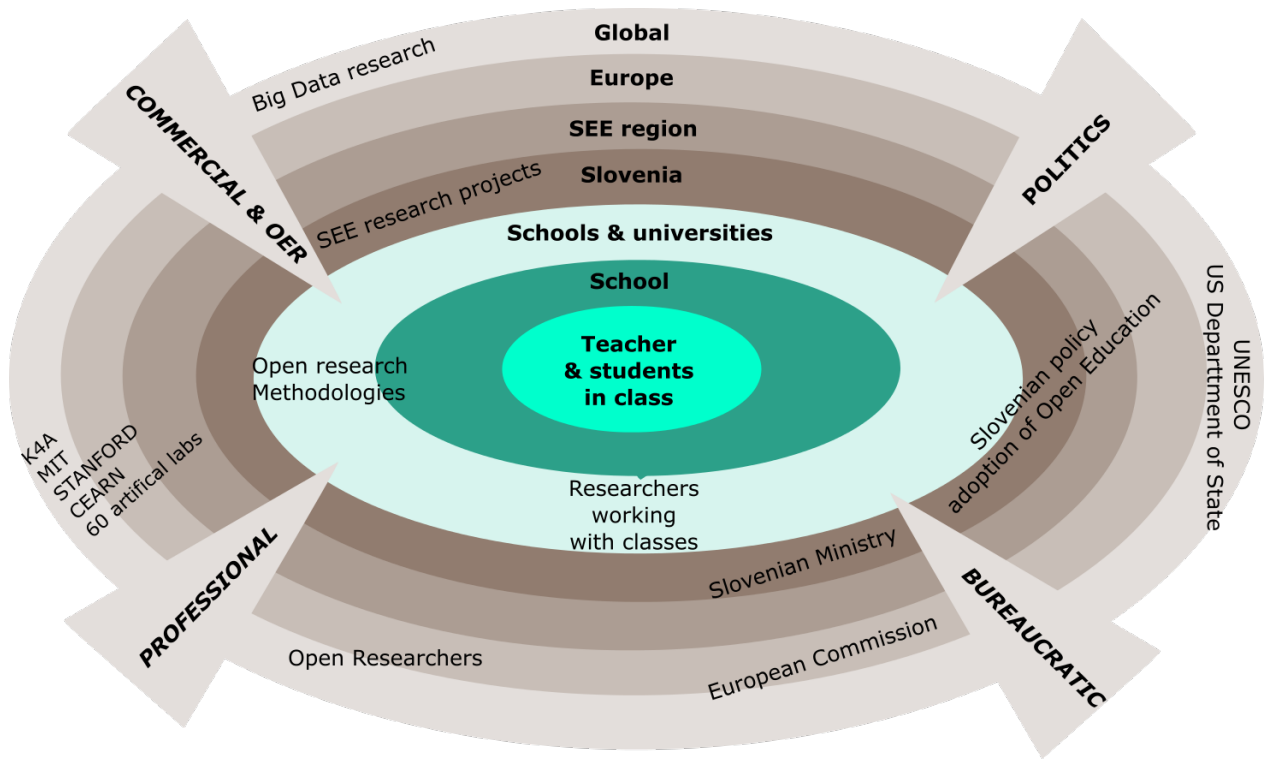 Global
Big Data research
Europe
COMMERCIAL & OER
POLITICS
SEE region
SEE research projects
Slovenia
Schools & universities
School
Teacher
& students
in class
Open research
Methodologies
Slovenian policy
adoption of Open Education
UNESCO
US Departtment of State
K4A
MIT
STANFORD
CEARN
60 artifical labs
Researchers
working
with classes
PROFESSIONAL
Slovenian Ministry
BUREAUCRATIC
Open Researchers
European Commission